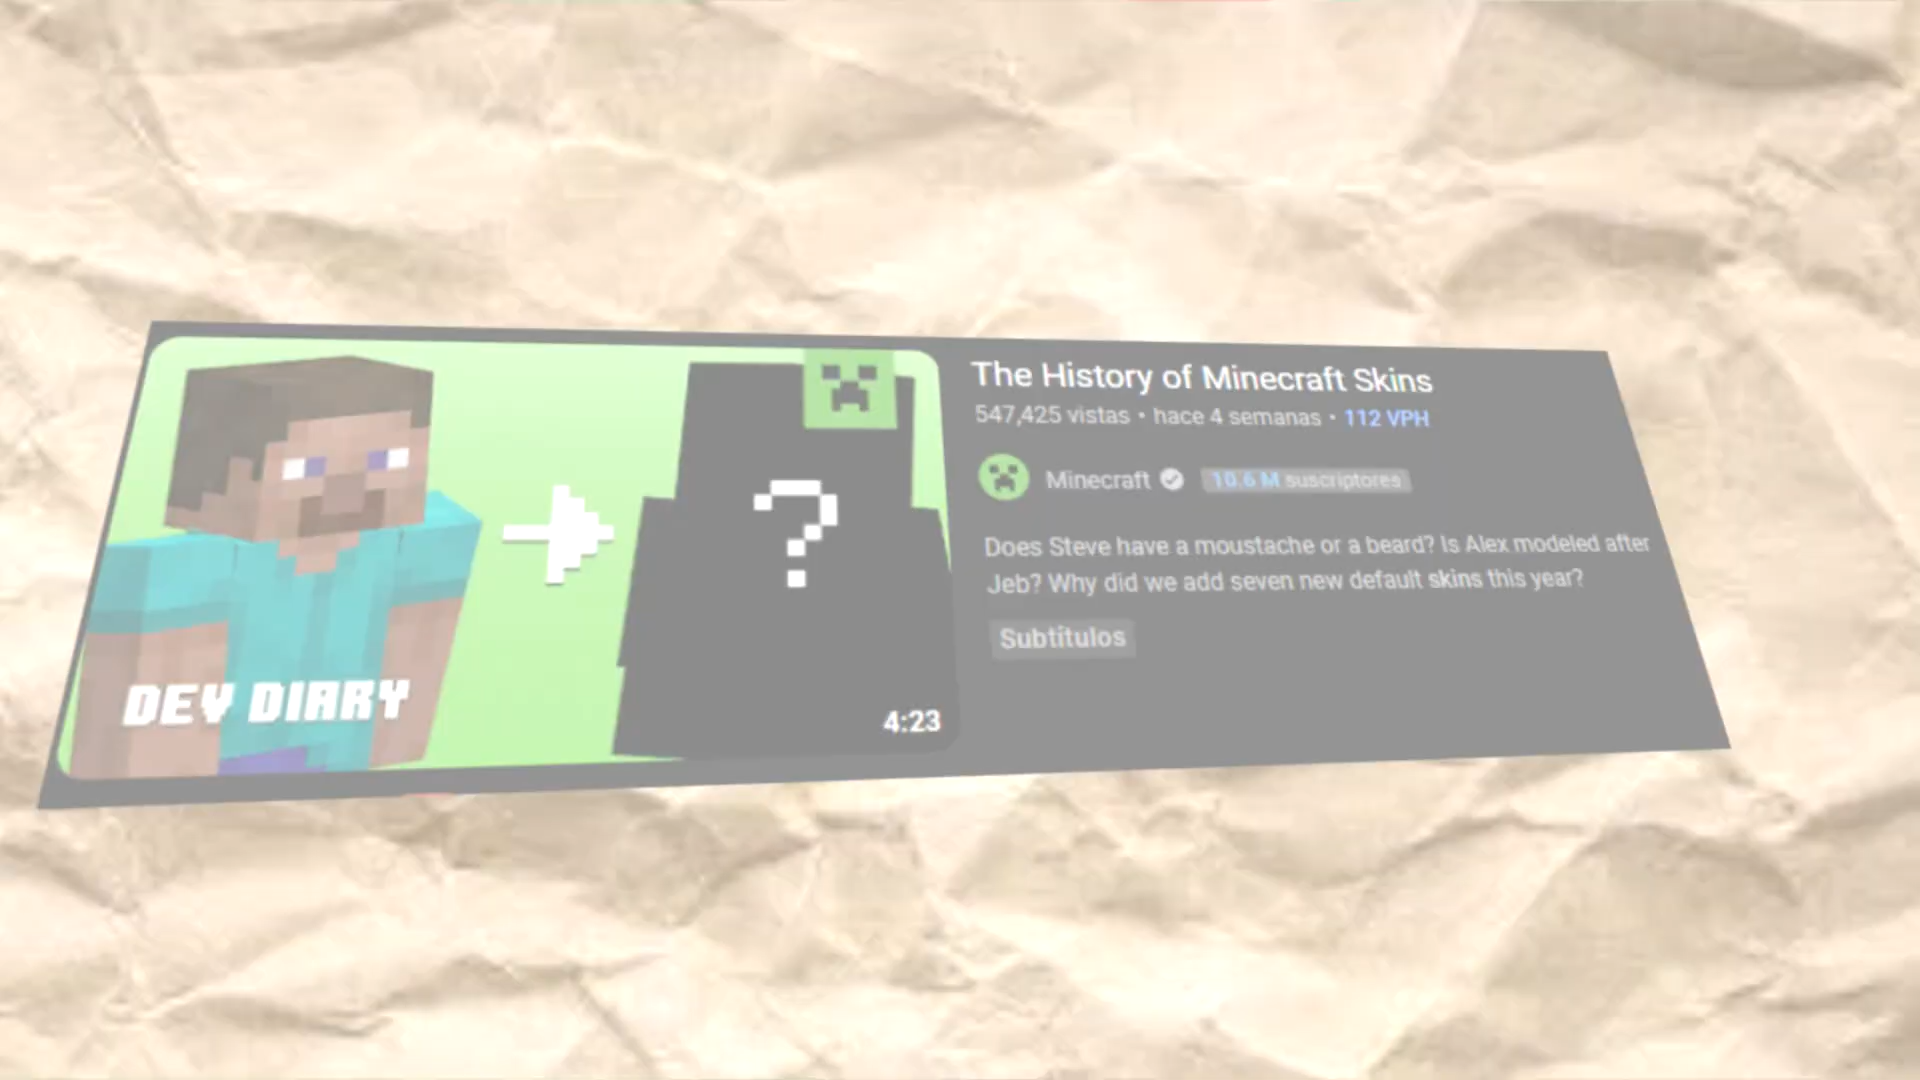 The History of Minecraft Skins
547,425 vistas • hace 4 semanas • 112 VPH
Minecraft
10.6 M suscriptores
Does Steve have a moustache or a beard? Is Alex modeled after
Jeb? Why did we add seven new default skins this year?
Subtítulos
?
DEV DIARY
4:23